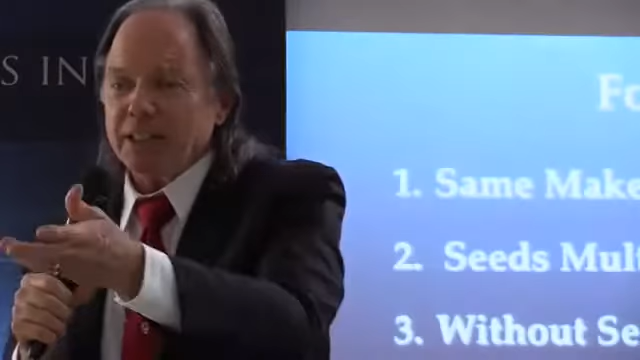 S IN
Fo
1. Same Make
2. Seeds Mult
3. Without Se